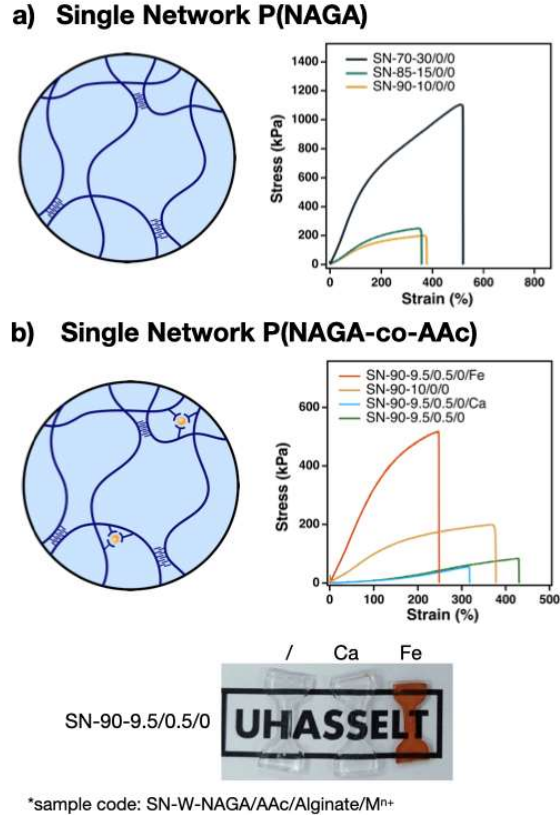 a) Single Network P(NAGA)
SN-70-30/0/0
SN-85-15/0/0
SN-90-10/0/0
1400
1200
1000
800
600
400
200
0
Stress (kPa)
0 200 400 600 800
Strain (%)
b) Single Network P(NAGA-co-AAc)
SN-90-9.5/0.5/0/Fe
SN-90-10/0/0
SN-90-9.5/0.5/0/Ca
SN-90-9.5/0.5/0
600
400
200
0
Stress (kPa)
0 100 200 300 400 500
Strain (%)
/ Ca Fe
SN-90-9.5/0.5/0
UHASSELT
*sample code: SN-W-NAGA/AAc/Alginate/Mⁿ⁺